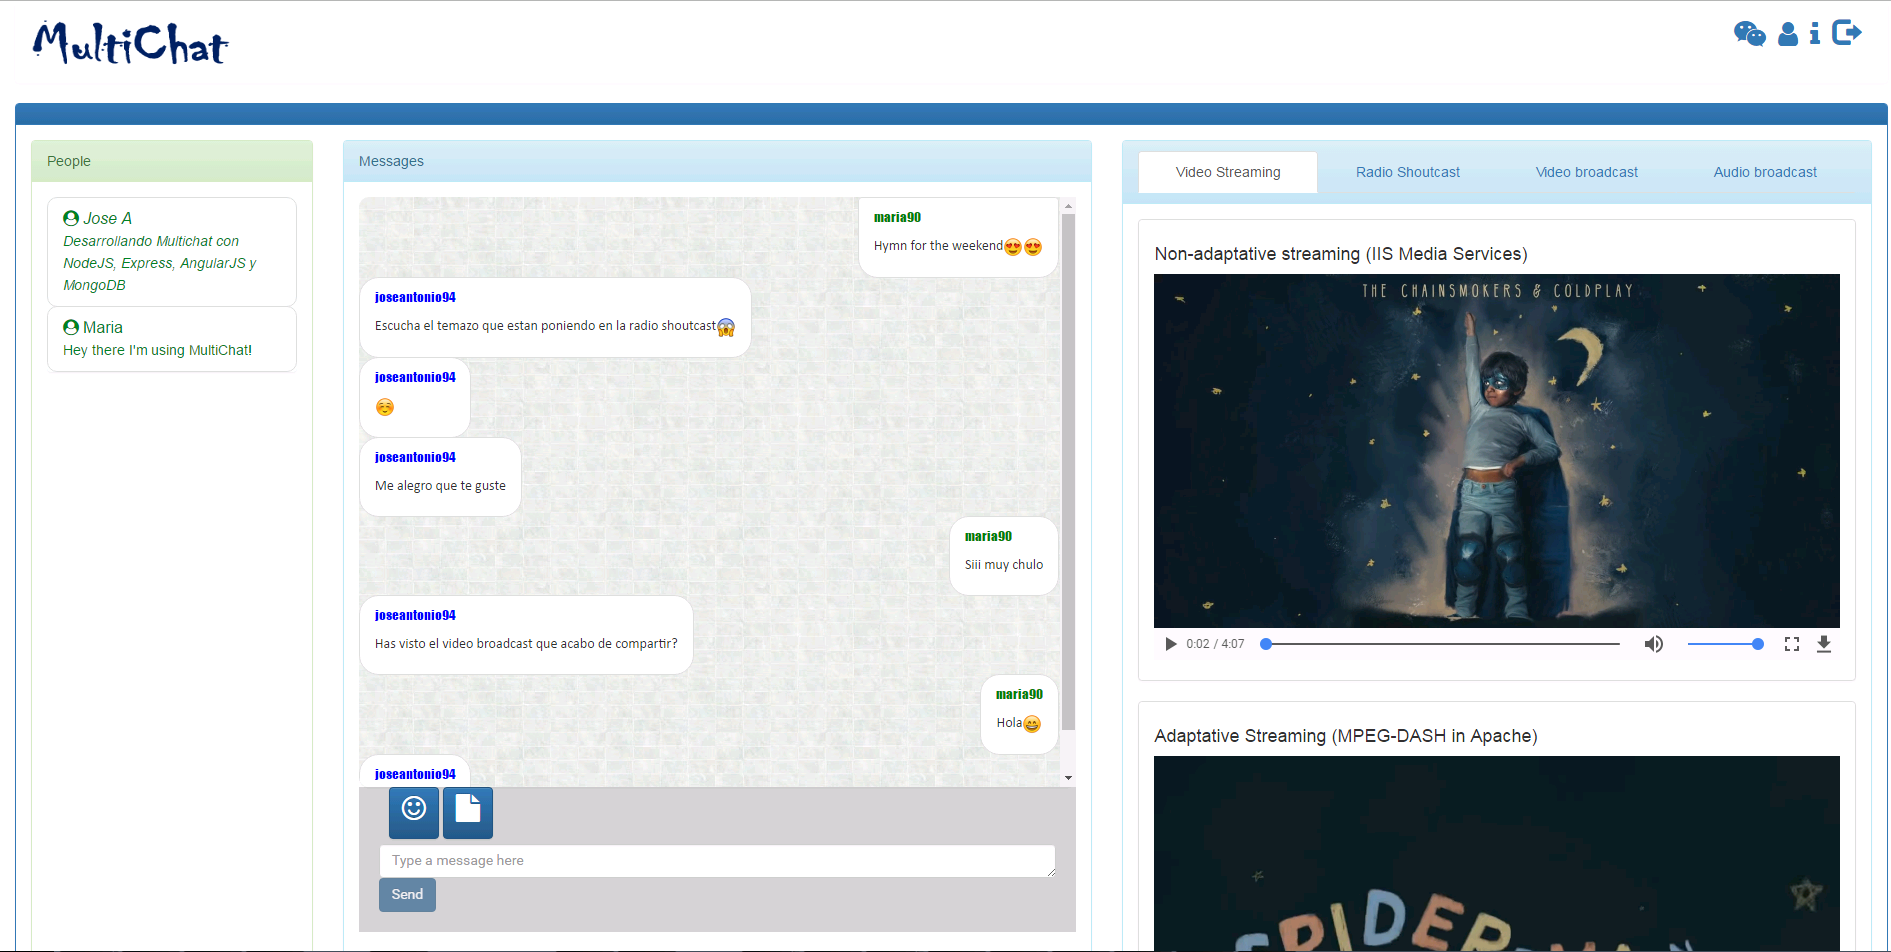 MultiChat
People
Jose A
Desarrollando Multichat con
NodeJS, Express, AngularJS y
MongoDB
Maria
Hey there I'm using MultiChat!
Messages
maria90
Hymn for the weekend😍😍
joseantonio94
Escucha el temazo que estan poniendo en la radio shoutcast😱
joseantonio94
☺️
joseantonio94
Me alegro que te guste
maria90
Siii muy chulo
joseantonio94
Has visto el video broadcast que acabo de compartir?
maria90
Hola😄
joseantonio94
Type a message here
Send
Video Streaming
Radio Shoutcast
Video broadcast
Audio broadcast
Non-adaptative streaming (IIS Media Services)
THE CHAINSMOKERS & COLDPLAY
0:02 / 4:07
Adaptative Streaming (MPEG-DASH in Apache)